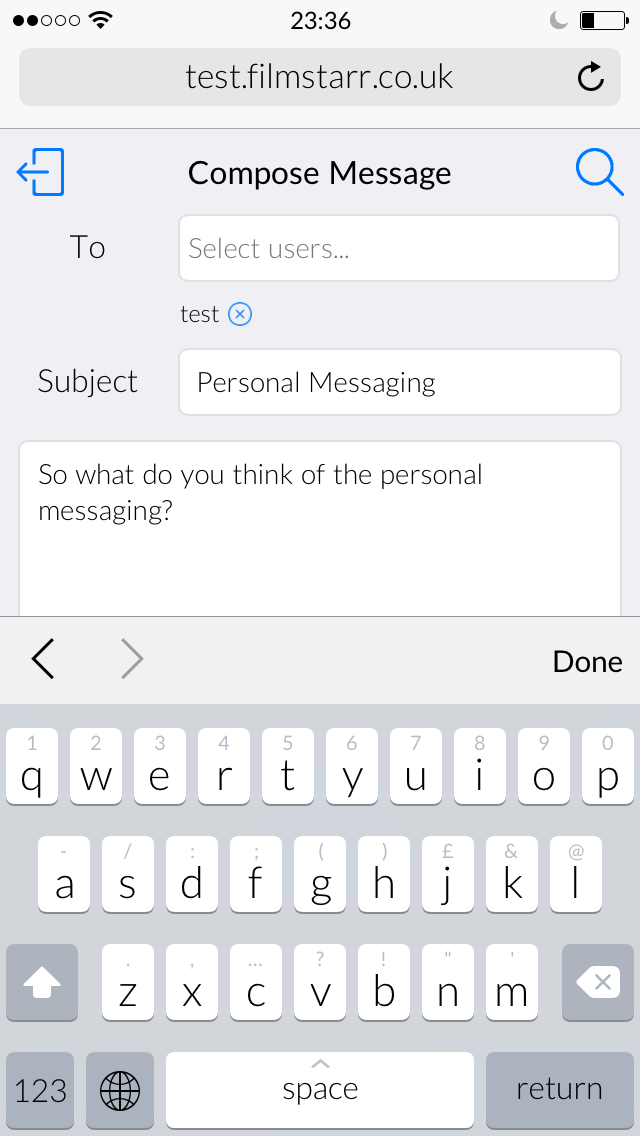 23:36
test.filmstarr.co.uk
Compose Message
To Select users...
test
Subject Personal Messaging
So what do you think of the personal
messaging?
Done
1 2 3 4 5 6 7 8 9 0
q w e r t y u i o p
- / : ; ( ) £ & @
a s d f g h j k l
. , ... ? ! " '
z x c v b n m
123 space return